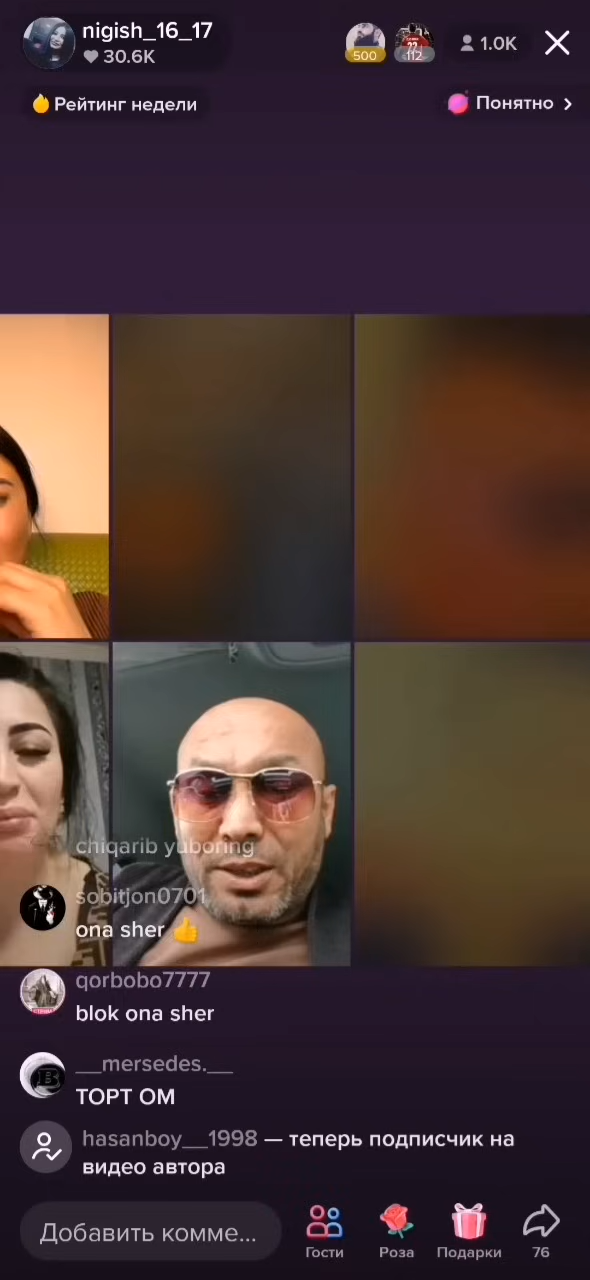 nigish_16_17
30.6K
500
112
1.0K
Рейтинг недели
Понятно
chiqarib yuboring
sobitjon0701
ona sher 👍
qorbobo7777
blok ona sher
__mersedes.__
ТОРТ ОМ
hasanboy__1998 — теперь подписчик на
видео автора
Добавить комме...
Гости
Роза
Подарки
76